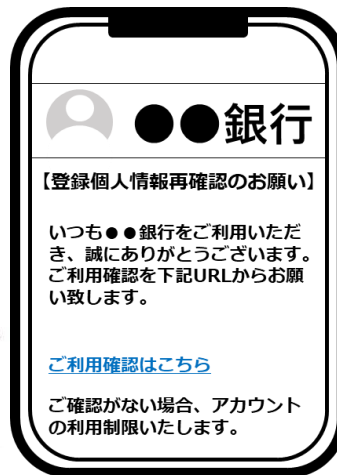 ●●銀行
【登録個人情報再確認のお願い】
いつも●●銀行をご利用いただ
き、誠にありがとうございます。
ご利用確認を下記URLからお願
い致します。
ご利用確認はこちら
ご確認がない場合、アカウント
の利用制限いたします。